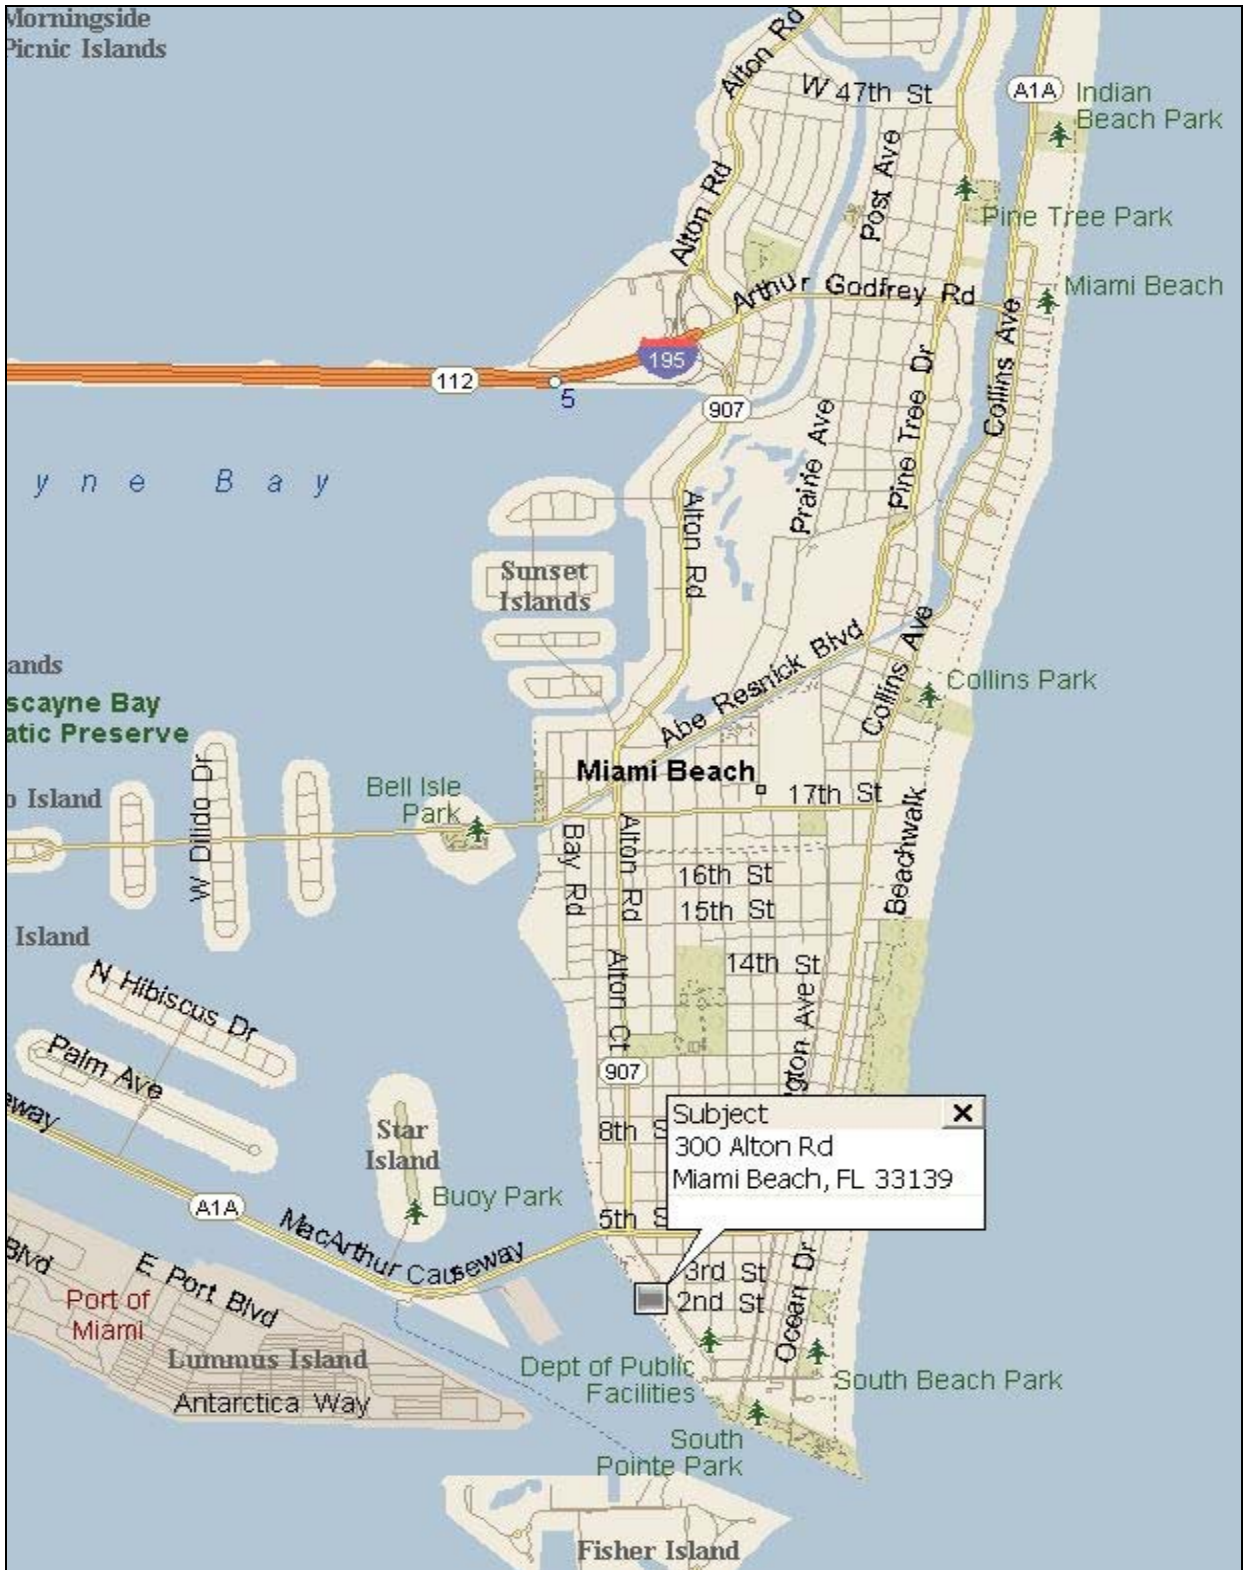 Morningside
Picnic Islands
Alton Rd
W 47th St
A1A
Indian
Beach Park
Post Ave
Alton Rd
Pine Tree Park
Arthur Godfrey Rd
Miami Beach
195
112
5
907
Collins Ave
Pine Tree Dr
Prairie Ave
yne Bay
Alton Rd
Sunset
Islands
Abe Resnick Blvd
Collins Ave
Collins Park
ands
scayne Bay
atic Preserve
W Dilido Dr
o Island
Bell Isle
Park
Miami Beach
17th St
Bay Rd
Alton Rd
Beachwalk
16th St
15th St
Island
14th St
N Hibiscus Dr
Alton Ct
gton Ave
Palm Ave
907
eway
Star
Island
8th S
Subject
300 Alton Rd
Miami Beach, FL 33139
Buoy Park
A1A
5th S
MacArthur Causeway
Blvd
E Port Blvd
3rd St
2nd St
Ocean Dr
Port of
Miami
Lummus Island
Antarctica Way
Dept of Public
Facilities
South Beach Park
South
Pointe Park
Fisher Island